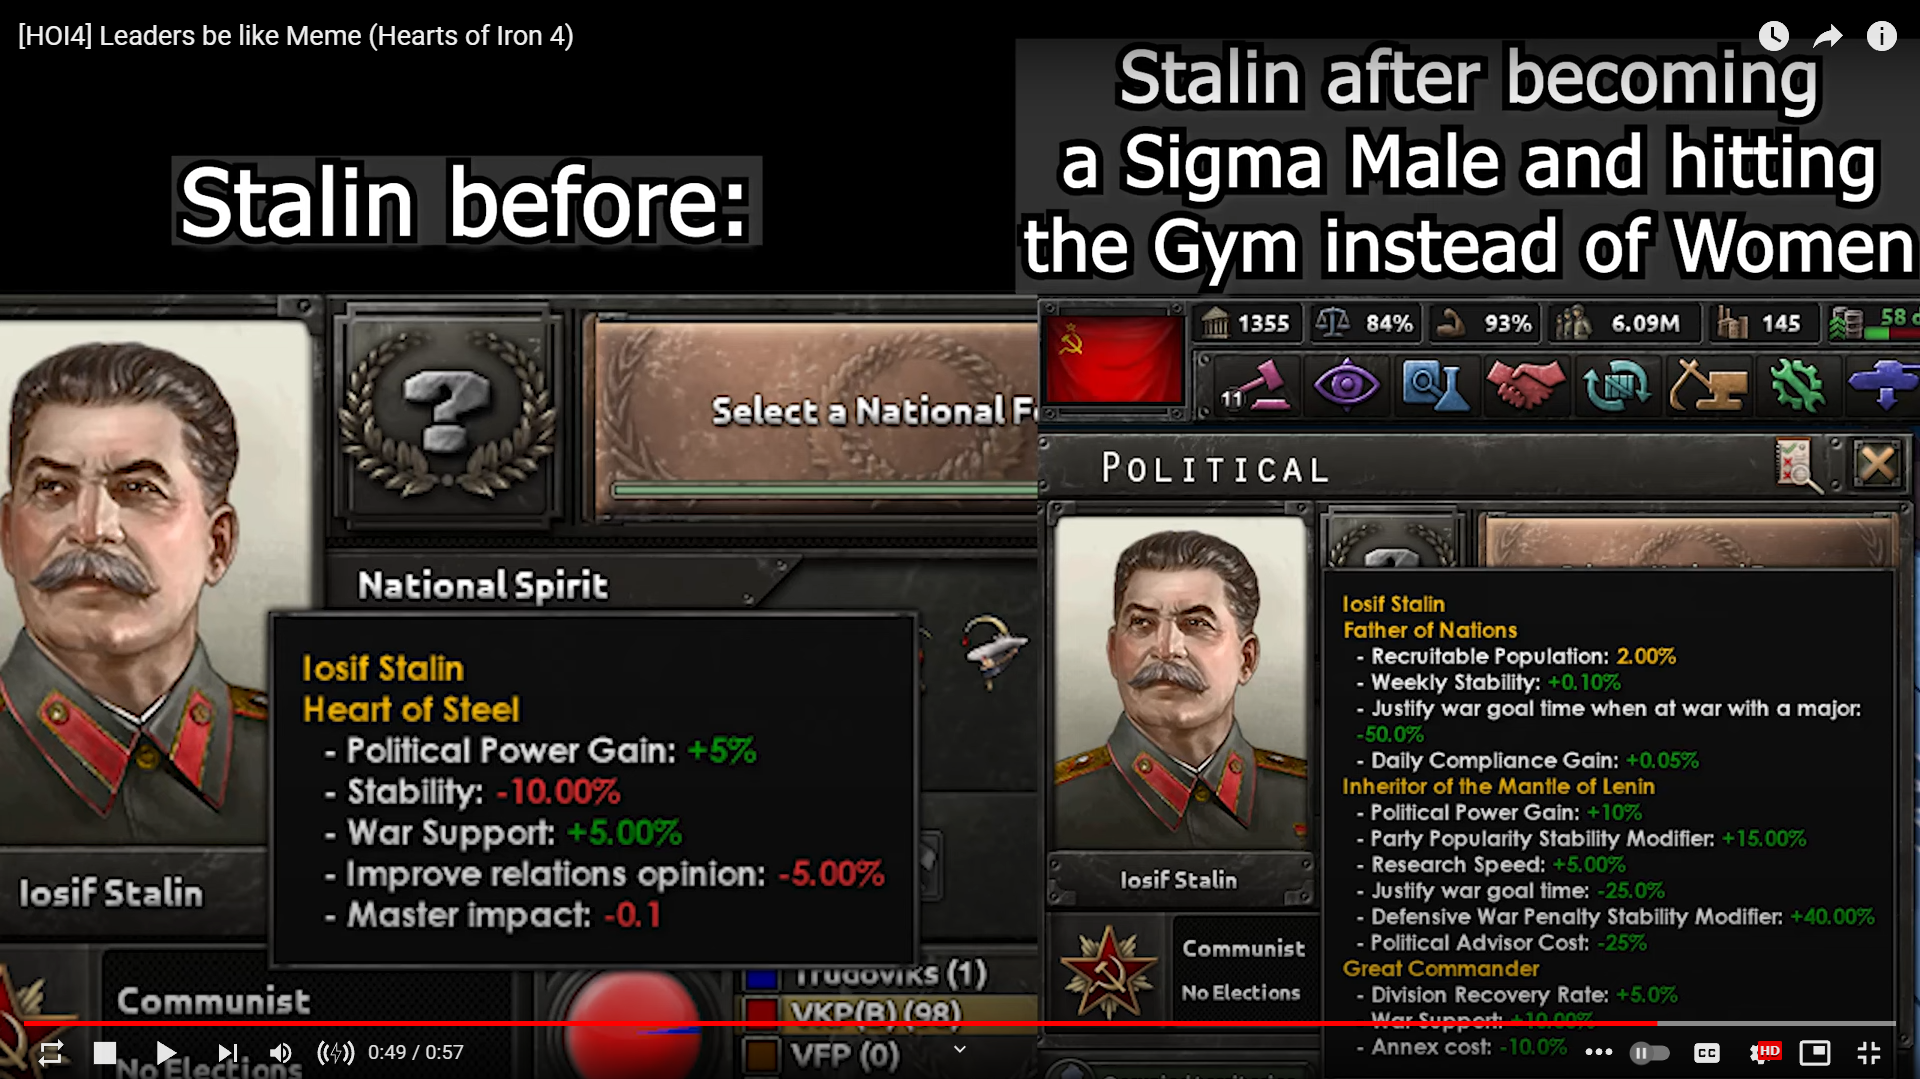 [HOI4] Leaders be like Meme (Hearts of Iron 4)
Stalin before:
Stalin after becoming
a Sigma Male and hitting
the Gym instead of Women
Select a National F
National Spirit
Iosif Stalin
Heart of Steel
- Political Power Gain: +5%
- Stability: -10.00%
- War Support: +5.00%
- Improve relations opinion: -5.00%
- Master impact: -0.1
Iosif Stalin
Communist
No Elections
Trudoviks (1)
VKP(B) (98)
VFP (0)
1355
84%
93%
6.09M
145
58 d
11
POLITICAL
Iosif Stalin
Father of Nations
- Recruitable Population: 2.00%
- Weekly Stability: +0.10%
- Justify war goal time when at war with a major:
-50.0%
- Daily Compliance Gain: +0.05%
Inheritor of the Mantle of Lenin
- Political Power Gain: +10%
- Party Popularity Stability Modifier: +15.00%
- Research Speed: +5.00%
- Justify war goal time: -25.0%
- Defensive War Penalty Stability Modifier: +40.00%
- Political Advisor Cost: -25%
Great Commander
- Division Recovery Rate: +5.0%
- War Support: +10.00%
- Annex cost: -10.0%
Iosif Stalin
Communist
No Elections
0:49 / 0:57
CC
HD